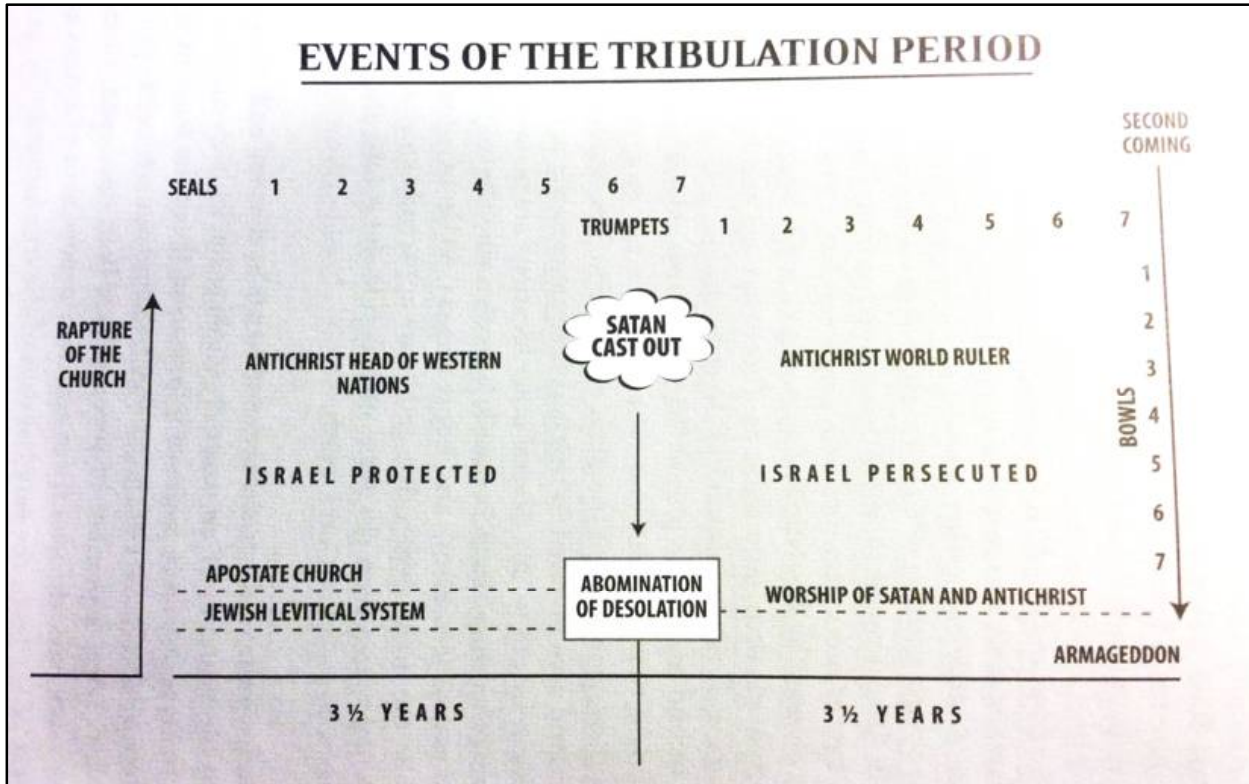 EVENTS OF THE TRIBULATION PERIOD
SECOND
COMING
SEALS 1 2 3 4 5 6 7
TRUMPETS 1 2 3 4 5 6 7
RAPTURE
OF THE
CHURCH
ANTICHRIST HEAD OF WESTERN
NATIONS
SATAN
CAST OUT
ANTICHRIST WORLD RULER
BOWLS
1
2
3
4
5
6
7
ISRAEL PROTECTED
ISRAEL PERSECUTED
APOSTATE CHURCH
JEWISH LEVITICAL SYSTEM
ABOMINATION
OF DESOLATION
WORSHIP OF SATAN AND ANTICHRIST
ARMAGEDDON
3 ½ YEARS
3 ½ YEARS